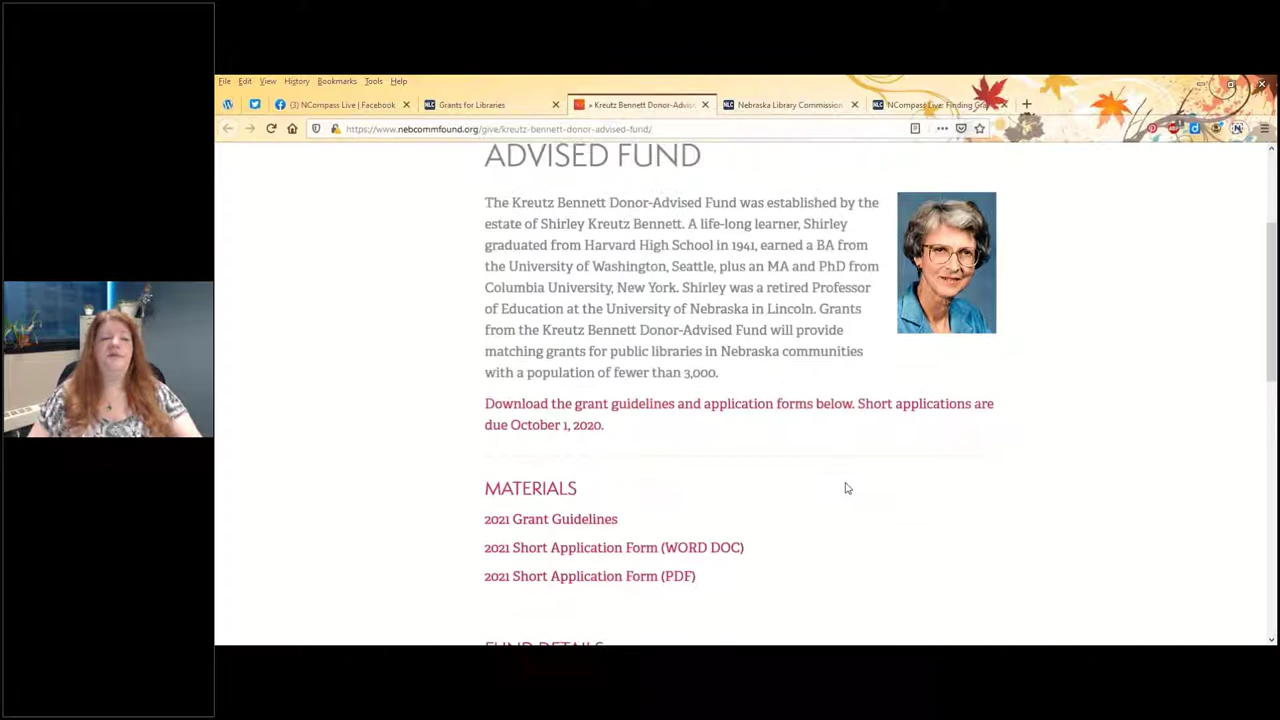 File Edit View History Bookmarks Tools Help
(3) NCompass Live | Facebook
Grants for Libraries
» Kreutz Bennett Donor-Advis
Nebraska Library Commission
NCompass Live: Finding Gra
https://www.nebcommfound.org/give/kreutz-bennett-donor-advised-fund/
ADVISED FUND
The Kreutz Bennett Donor-Advised Fund was established by the
estate of Shirley Kreutz Bennett. A life-long learner, Shirley
graduated from Harvard High School in 1941, earned a BA from
the University of Washington, Seattle, plus an MA and PhD from
Columbia University, New York. Shirley was a retired Professor
of Education at the University of Nebraska in Lincoln. Grants
from the Kreutz Bennett Donor-Advised Fund will provide
matching grants for public libraries in Nebraska communities
with a population of fewer than 3,000.
Download the grant guidelines and application forms below. Short applications are
due October 1, 2020.
MATERIALS
2021 Grant Guidelines
2021 Short Application Form (WORD DOC)
2021 Short Application Form (PDF)
FUND DETAILS